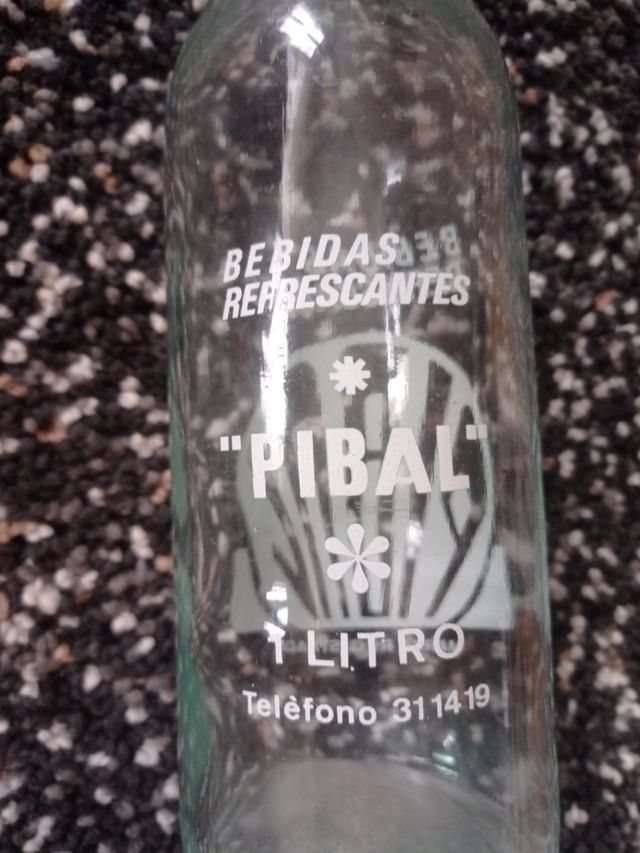 BEBIDAS
REFRESCANTES
"PIBAL"
1 LITRO
Telèfono 311419